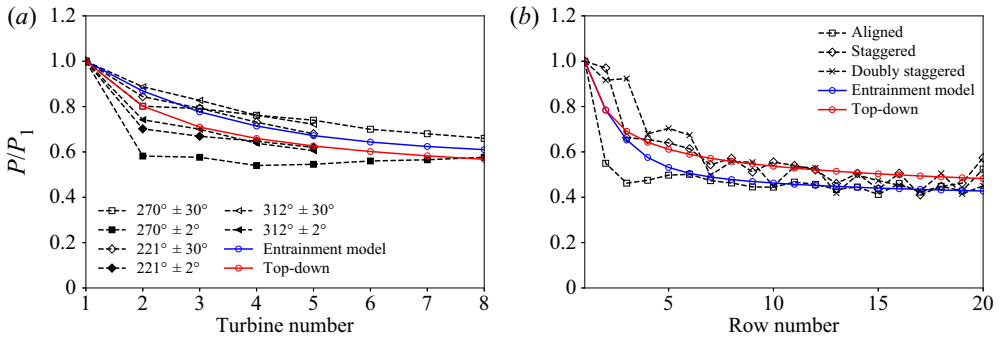 (a)
P/P1
1.2
1.0
0.8
0.6
0.4
0.2
0
270° ± 30°
270° ± 2°
221° ± 30°
221° ± 2°
312° ± 30°
312° ± 2°
Entrainment model
Top-down
1 2 3 4 5 6 7 8
Turbine number
(b)
1.2
1.0
0.8
0.6
0.4
0.2
0
Aligned
Staggered
Doubly staggered
Entrainment model
Top-down
5 10 15 20
Row number